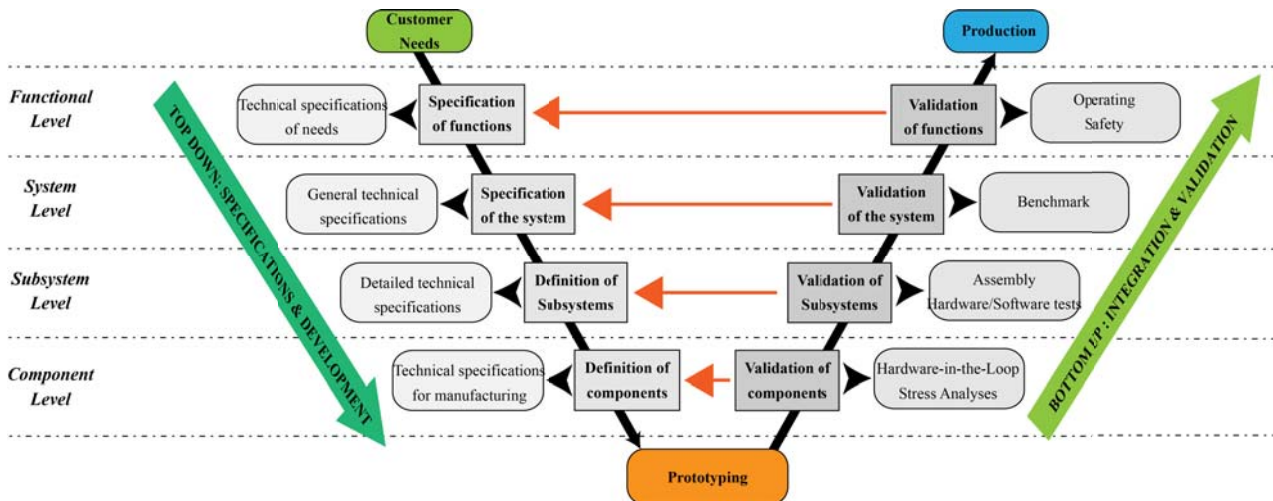 Customer
Needs
Production
Functional
Level
Technical specifications
of needs
Specification
of functions
Validation
of functions
Operating
Safety
System
Level
General technical
specifications
Specification
of the system
Validation
of the system
Benchmark
Subsystem
Level
Detailed technical
specifications
Definition of
Subsystems
Validation of
Subsystems
Assembly
Hardware/Software tests
Component
Level
Technical specifications
for manufacturing
Definition of
components
Validation of
components
Hardware-in-the-Loop
Stress Analyses
Prototyping
TOP DOWN: SPECIFICATIONS & DEVELOPMENT
BOTTOM EP : INTEGRATION & VALIDATION